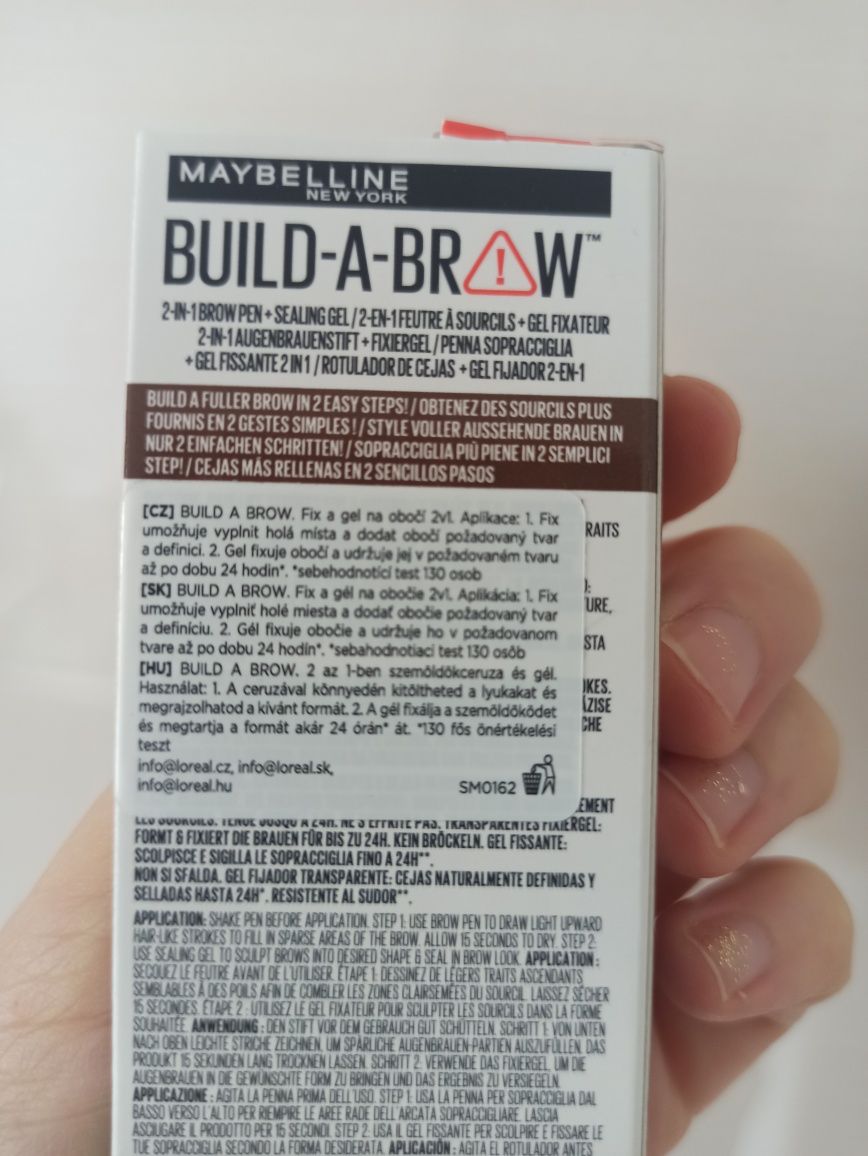 MAYBELLINE
NEW YORK
BUILD-A-BROW™
2-IN-1 BROW PEN + SEALING GEL / 2-EN-1 FEUTRE À SOURCILS + GEL FIXATEUR
2-IN-1 AUGENBRAUENSTIFT + FIXIERGEL / PENNA SOPRACCIGLIA
+ GEL FISSANTE 2 IN 1 / ROTULADOR DE CEJAS + GEL FIJADOR 2-EN-1
BUILD A FULLER BROW IN 2 EASY STEPS! / OBTENEZ DES SOURCILS PLUS
FOURNIS EN 2 GESTES SIMPLES ! / STYLE VOLLER AUSSEHENDE BRAUEN IN
NUR 2 EINFACHEN SCHRITTEN! / SOPRACCIGLIA PIÙ PIENE IN 2 SEMPLICI
STEP! / CEJAS MÁS RELLENAS EN 2 SENCILLOS PASOS
[CZ] BUILD A BROW. Fix a gel na obočí 2v1. Aplikace: 1. Fix
umožňuje vyplnit holá místa a dodat obočí požadovaný tvar
a definici. 2. Gel fixuje obočí a udržuje jej v požadovaném tvaru
až po dobu 24 hodin*. *sebehodnotící test 130 osob
[SK] BUILD A BROW. Fix a gél na obočie 2v1. Aplikácia: 1. Fix
umožňuje vyplniť holé miesta a dodať obočie požadovaný tvar
a definíciu. 2. Gél fixuje obočie a udržuje ho v požadovanom
tvare až po dobu 24 hodín*. *sebahodnotiaci test 130 osôb
[HU] BUILD A BROW. 2 az 1-ben szemöldökceruza és gél.
Használat: 1. A ceruzával könnyedén kitöltheted a lyukakat és
megrajzolhatod a kívánt formát. 2. A gél fixálja a szemöldöködet
és megtartja a formát akár 24 órán* át. *130 fős önértékelési
teszt
info@loreal.cz, info@loreal.sk,
info@loreal.hu
SM0162
RAITS
TURE,
STA
KES.
ÄZISE
CHE
EMENT
LES SOURCILS. TENUE JUSQU'À 24H. NE S'EFFRITE PAS. TRANSPARENTES FIXIERGEL:
FORMT & FIXIERT DIE BRAUEN FÜR BIS ZU 24H. KEIN BRÖCKELN. GEL FISSANTE:
SCOLPISCE E SIGILLA LE SOPRACCIGLIA FINO A 24H**.
NON SI SFALDA. GEL FIJADOR TRANSPARENTE: CEJAS NATURALMENTE DEFINIDAS Y
SELLADAS HASTA 24H*. RESISTENTE AL SUDOR**.
APPLICATION: SHAKE PEN BEFORE APPLICATION. STEP 1: USE BROW PEN TO DRAW LIGHT UPWARD
HAIR-LIKE STROKES TO FILL IN SPARSE AREAS OF THE BROW. ALLOW 15 SECONDS TO DRY. STEP 2:
USE SEALING GEL TO SCULPT BROWS INTO DESIRED SHAPE & SEAL IN BROW LOOK. APPLICATION :
SECOUEZ LE FEUTRE AVANT DE L'UTILISER. ÉTAPE 1 : DESSINEZ DE LÉGERS TRAITS ASCENDANTS
SEMBLABLES À DES POILS AFIN DE COMBLER LES ZONES CLAIRSEMÉES DU SOURCIL. LAISSEZ SÉCHER
15 SECONDES. ÉTAPE 2 : UTILISEZ LE GEL FIXATEUR POUR SCULPTER LES SOURCILS DANS LA FORME
SOUHAITÉE. ANWENDUNG : DEN STIFT VOR DEM GEBRAUCH GUT SCHÜTTELN. SCHRITT 1: VON UNTEN
NACH OBEN LEICHTE STRICHE ZEICHNEN, UM SPÄRLICHE AUGENBRAUEN-PARTIEN AUSZUFÜLLEN. DAS
PRODUKT 15 SEKUNDEN LANG TROCKNEN LASSEN. SCHRITT 2: VERWENDE DAS FIXIERGEL, UM DIE
AUGENBRAUEN IN DIE GEWÜNSCHTE FORM ZU BRINGEN UND DAS ERGEBNIS ZU VERSIEGELN.
APPLICAZIONE : AGITA LA PENNA PRIMA DELL'USO. STEP 1: USA LA PENNA PER SOPRACCIGLIA DAL
BASSO VERSO L'ALTO PER RIEMPIRE LE AREE RADE DELL'ARCATA SOPRACCIGLIARE. LASCIA
ASCIUGARE IL PRODOTTO PER 15 SECONDI. STEP 2: USA IL GEL FISSANTE PER SCOLPIRE E FISSARE LE
TUE SOPRACCIGLIA SECONDO LA FORMA DESIDERATA. APLICACIÓN : AGITA EL ROTULADOR ANTES